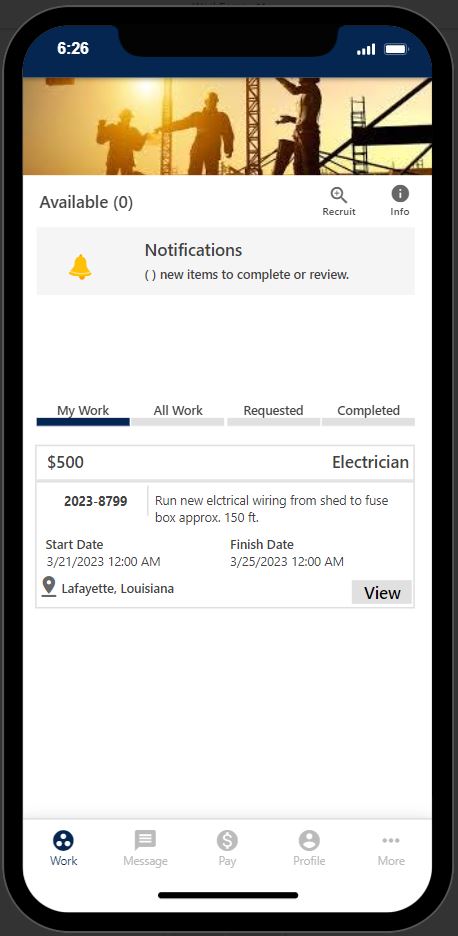 6:26
Available (0)
Recruit
Info
Notifications
( ) new items to complete or review.
My Work
All Work
Requested
Completed
$500
Electrician
2023-8799
Run new elctrical wiring from shed to fuse
box approx. 150 ft.
Start Date
Finish Date
3/21/2023 12:00 AM
3/25/2023 12:00 AM
Lafayette, Louisiana
View
Work
Message
Pay
Profile
More